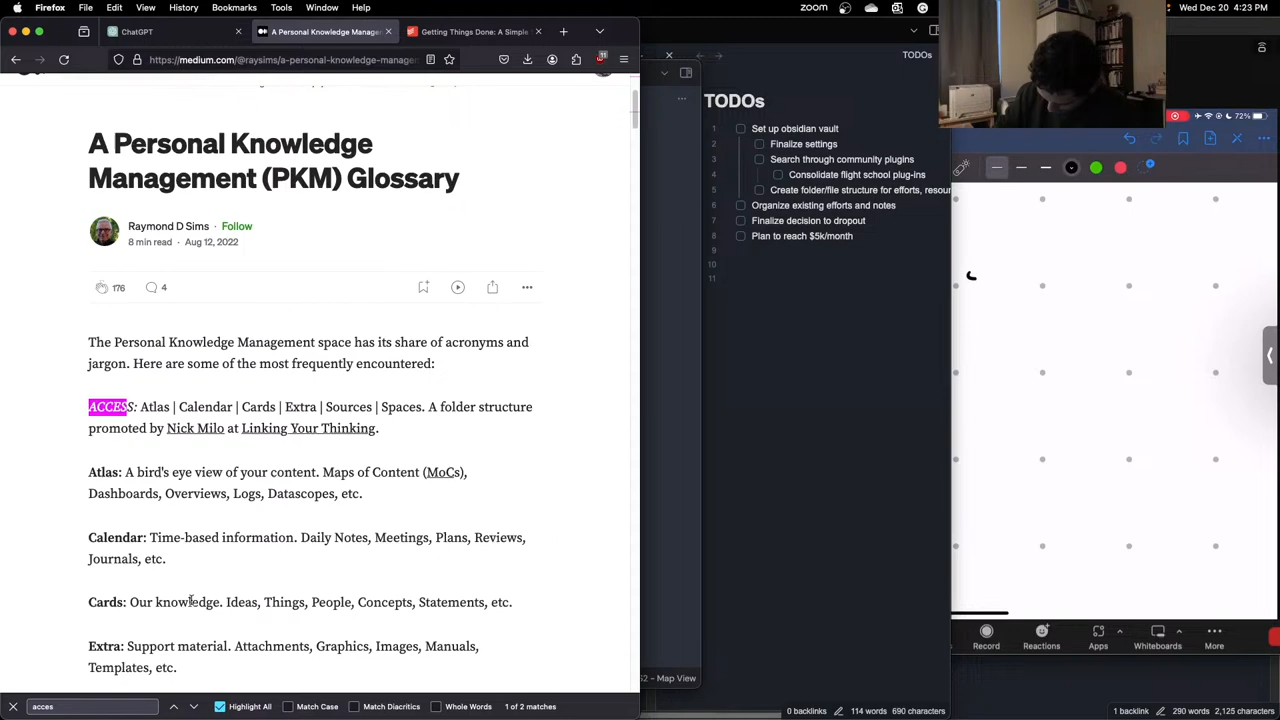 Firefox File Edit View History Bookmarks Tools Window Help
zoom
Wed Dec 20 4:23 PM
ChatGPT
A Personal Knowledge Manage
Getting Things Done: A Simple
https://medium.com/@raysims/a-personal-knowledge-manage
11
TODOs
72%
A Personal Knowledge
Management (PKM) Glossary
Raymond D Sims Follow
8 min read · Aug 12, 2022
176
4
The Personal Knowledge Management space has its share of acronyms and
jargon. Here are some of the most frequently encountered:
ACCESS: Atlas | Calendar | Cards | Extra | Sources | Spaces. A folder structure
promoted by Nick Milo at Linking Your Thinking.
Atlas: A bird's eye view of your content. Maps of Content (MoCs),
Dashboards, Overviews, Logs, Datascopes, etc.
Calendar: Time-based information. Daily Notes, Meetings, Plans, Reviews,
Journals, etc.
Cards: Our knowledge. Ideas, Things, People, Concepts, Statements, etc.
Extra: Support material. Attachments, Graphics, Images, Manuals,
Templates, etc.
acces
Highlight All
Match Case
Match Diacritics
Whole Words
1 of 2 matches
TODOs
1 Set up obsidian vault
2 Finalize settings
3 Search through community plugins
4 Consolidate flight school plug-ins
5 Create folder/file structure for efforts, resour
6 Organize existing efforts and notes
7 Finalize decision to dropout
8 Plan to reach $5k/month
9
10
11
S2 – Map View
0 backlinks
114 words 690 characters
Record
Reactions
Apps
Whiteboards
More
1 backlink
290 words 2,125 characters